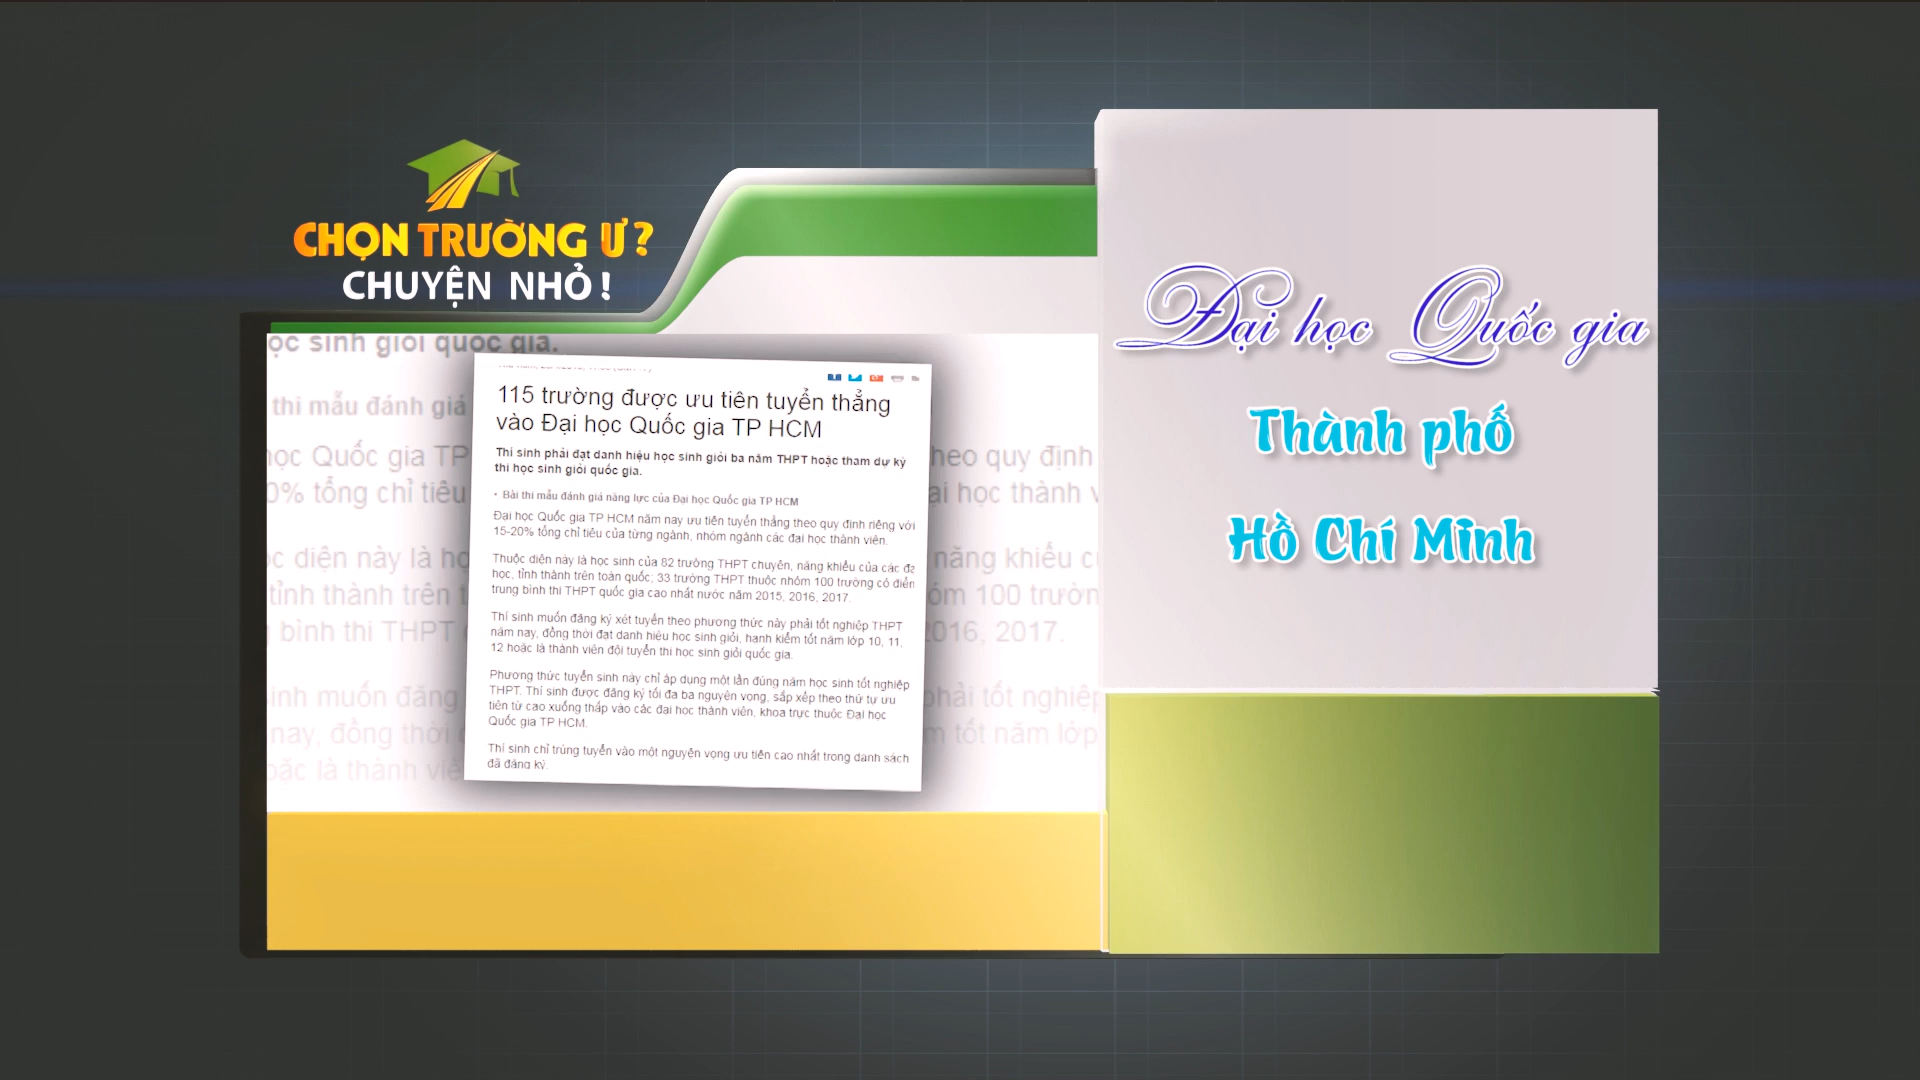 CHỌN TRƯỜNG Ư?
CHUYỆN NHỎ!
115 trường được ưu tiên tuyển thẳng
vào Đại học Quốc gia TP HCM
Thí sinh phải đạt danh hiệu học sinh giỏi ba năm THPT hoặc tham dự kỳ
thi học sinh giỏi quốc gia.
• Bài thi mẫu đánh giá năng lực của Đại học Quốc gia TP HCM
Đại học Quốc gia TP HCM năm nay ưu tiên tuyển thẳng theo quy định riêng với
15-20% tổng chỉ tiêu của từng ngành, nhóm ngành các đại học thành viên.
Thuộc diện này là học sinh của 82 trường THPT chuyên, năng khiếu của các đạ
học, tỉnh thành trên toàn quốc; 33 trường THPT thuộc nhóm 100 trường có điểm
trung bình thi THPT quốc gia cao nhất nước năm 2015, 2016, 2017.
Thí sinh muốn đăng ký xét tuyển theo phương thức này phải tốt nghiệp THPT
năm nay, đồng thời đạt danh hiệu học sinh giỏi, hạnh kiểm tốt năm lớp 10, 11,
12 hoặc là thành viên đội tuyển thi học sinh giỏi quốc gia.
Phương thức tuyển sinh này chỉ áp dụng một lần đúng năm học sinh tốt nghiệp
THPT. Thí sinh được đăng ký tối đa ba nguyện vọng, sắp xếp theo thứ tự ưu
tiên từ cao xuống thấp vào các đại học thành viên, khoa trực thuộc Đại học
Quốc gia TP HCM.
Thí sinh chỉ trúng tuyển vào một nguyện vọng ưu tiên cao nhất trong danh sách
đã đăng ký.
Đại học Quốc gia
Thành phố
Hồ Chí Minh